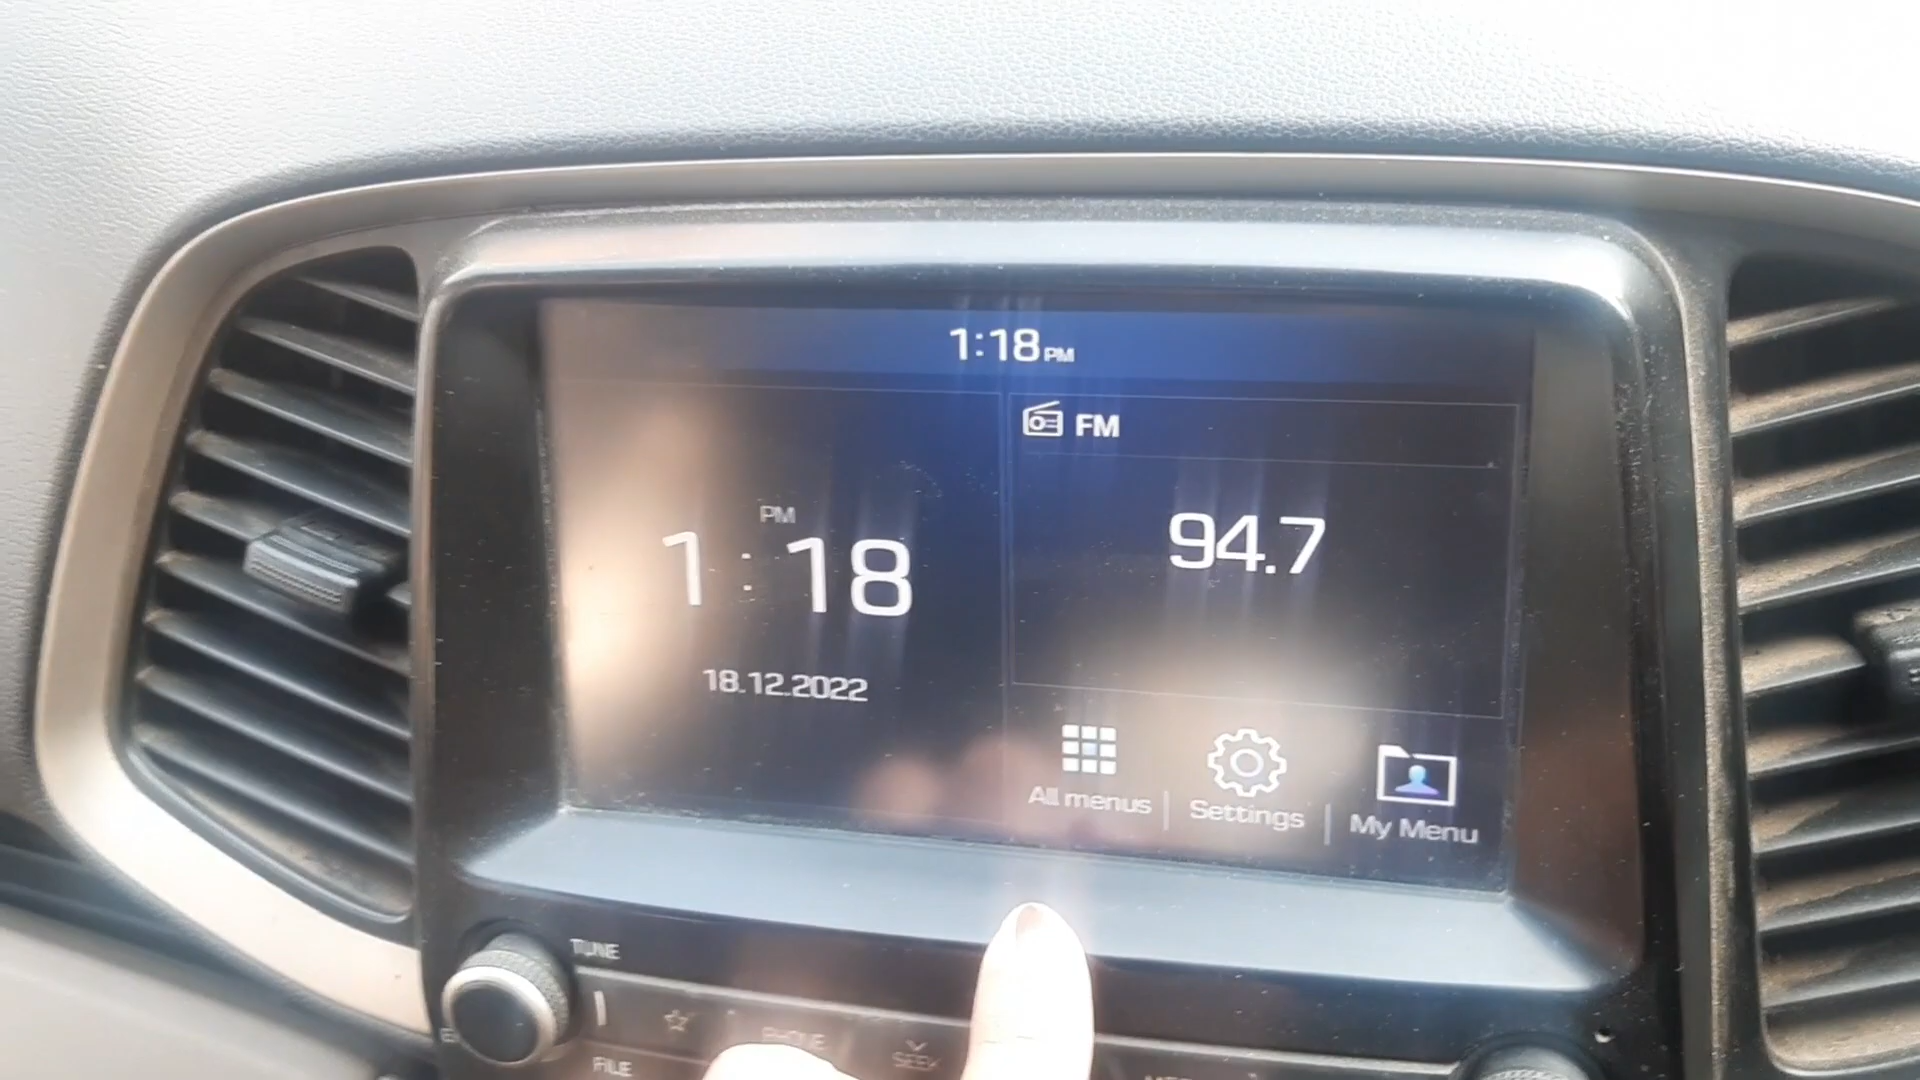 1:18 PM
FM
PM
1:18
94.7
18.12.2022
All menus
Settings
My Menu
TUNE
PHONE
SEEK
FILE